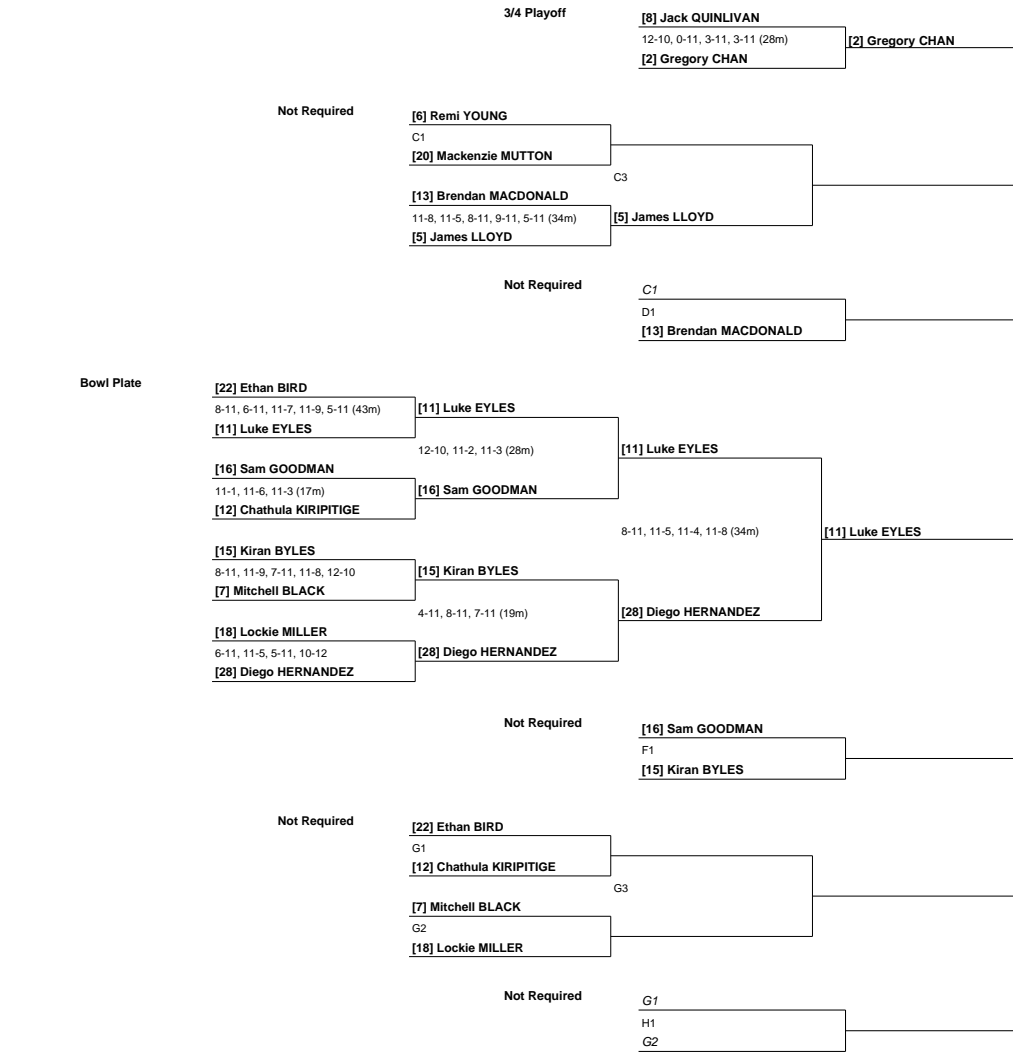 3/4 Playoff
[8] Jack QUINLIVAN
12-10, 0-11, 3-11, 3-11 (28m)
[2] Gregory CHAN
[2] Gregory CHAN
Not Required
[6] Remi YOUNG
C1
[20] Mackenzie MUTTON
C3
[13] Brendan MACDONALD
11-8, 11-5, 8-11, 9-11, 5-11 (34m)
[5] James LLOYD
[5] James LLOYD
Not Required
C1
D1
[13] Brendan MACDONALD
Bowl Plate
[22] Ethan BIRD
8-11, 6-11, 11-7, 11-9, 5-11 (43m)
[11] Luke EYLES
[11] Luke EYLES
12-10, 11-2, 11-3 (28m)
[11] Luke EYLES
[16] Sam GOODMAN
11-1, 11-6, 11-3 (17m)
[16] Sam GOODMAN
[12] Chathula KIRIPITIGE
8-11, 11-5, 11-4, 11-8 (34m)
[11] Luke EYLES
[15] Kiran BYLES
8-11, 11-9, 7-11, 11-8, 12-10
[15] Kiran BYLES
[7] Mitchell BLACK
4-11, 8-11, 7-11 (19m)
[28] Diego HERNANDEZ
[18] Lockie MILLER
6-11, 11-5, 5-11, 10-12
[28] Diego HERNANDEZ
[28] Diego HERNANDEZ
Not Required
[16] Sam GOODMAN
F1
[15] Kiran BYLES
Not Required
[22] Ethan BIRD
G1
[12] Chathula KIRIPITIGE
G3
[7] Mitchell BLACK
G2
[18] Lockie MILLER
Not Required
G1
H1
G2